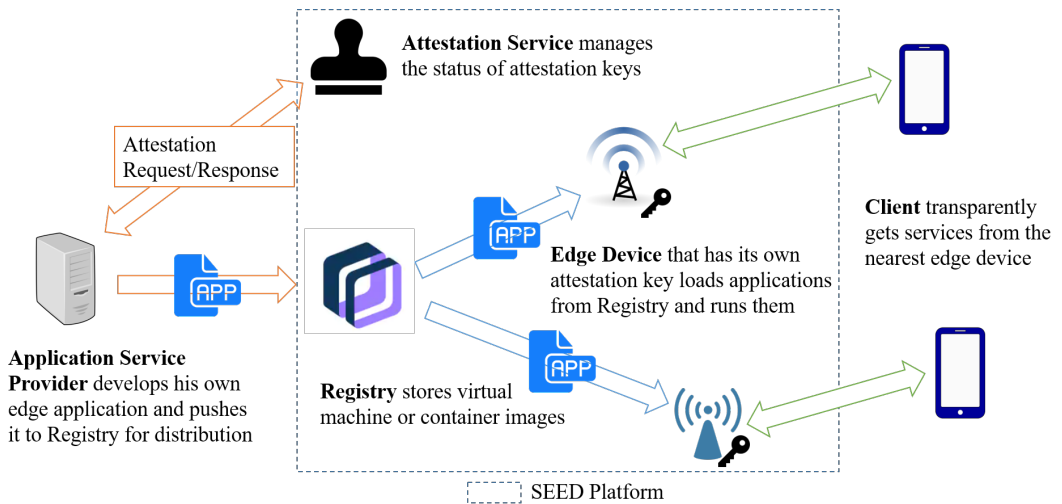 Attestation Service manages
the status of attestation keys
Attestation
Request/Response
APP
APP
Client transparently
gets services from the
nearest edge device
Edge Device that has its own
attestation key loads applications
from Registry and runs them
APP
Application Service
Provider develops his own
edge application and pushes
it to Registry for distribution
Registry stores virtual
machine or container images
SEED Platform